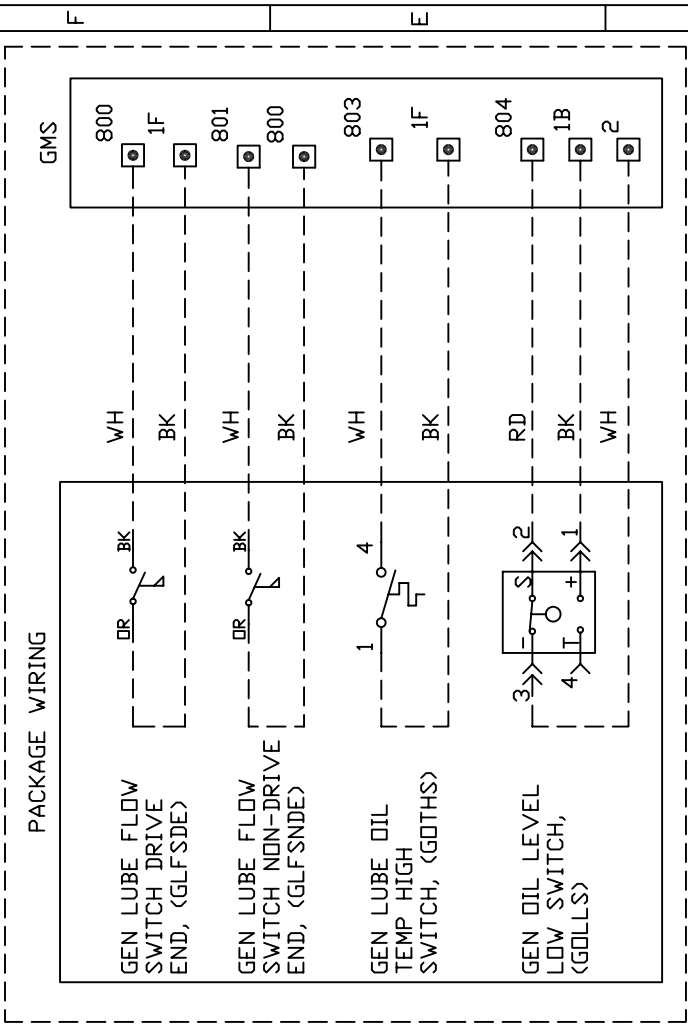 PACKAGE WIRING
GMS
F
GEN LUBE FLOW
SWITCH DRIVE
END, (GLFSDE)
OR
BK
WH
800
BK
1F
GEN LUBE FLOW
SWITCH NON-DRIVE
END, (GLFSNDE)
OR
BK
WH
801
BK
800
E
GEN LUBE OIL
TEMP HIGH
SWITCH, (GOTHS)
1
4
WH
803
BK
1F
GEN OIL LEVEL
LOW SWITCH,
(GOLLS)
3
-
S
2
RD
804
4
T
+
1
BK
1B
WH
2